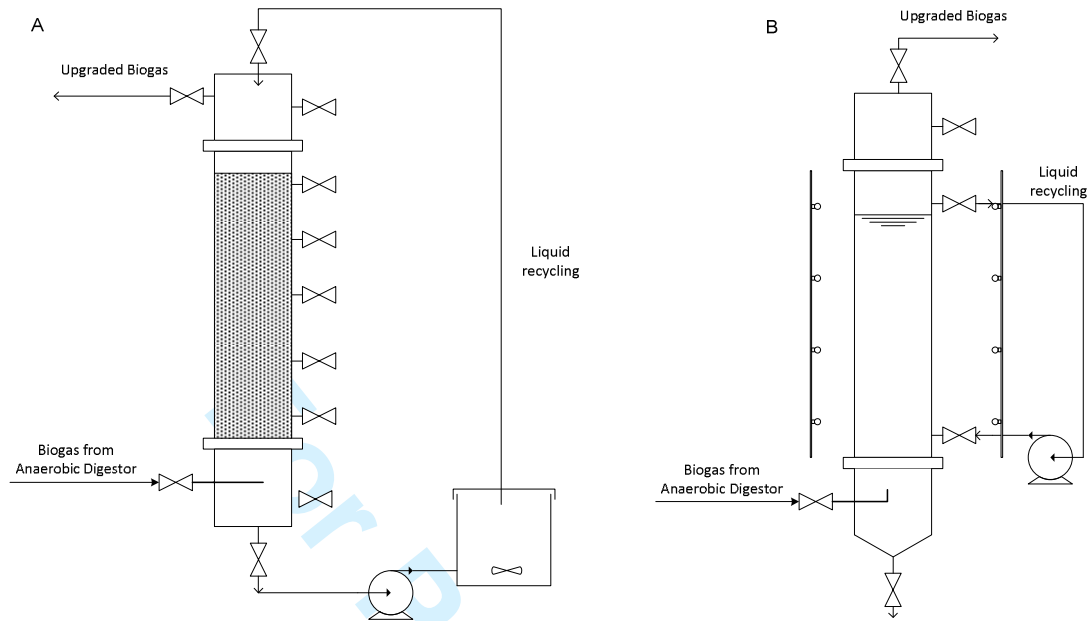 A
Upgraded Biogas
Liquid
recycling
Biogas from
Anaerobic Digestor
B
Upgraded Biogas
Liquid
recycling
Biogas from
Anaerobic Digestor